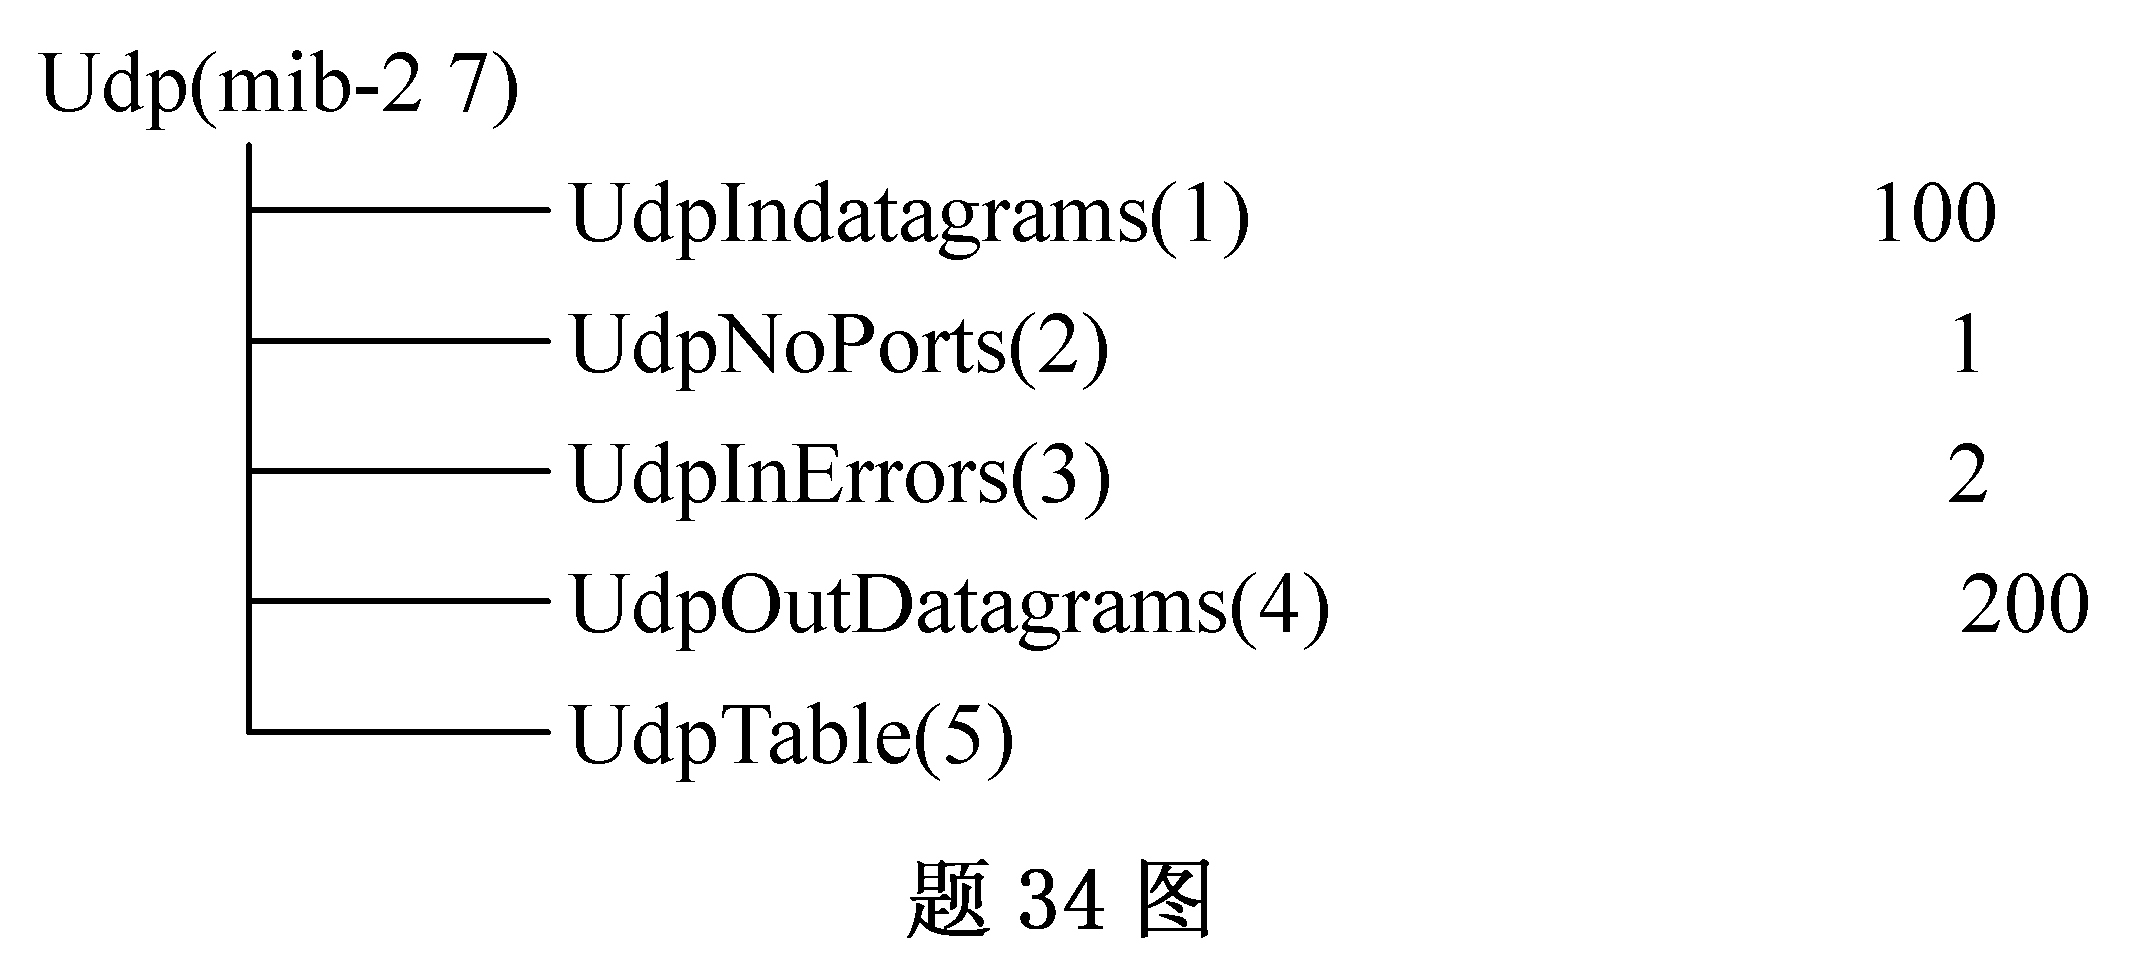 Udp(mib-2 7)
UdpIndatagrams(1) 100
UdpNoPorts(2) 1
UdpInErrors(3) 2
UdpOutDatagrams(4) 200
UdpTable(5)
题 34 图